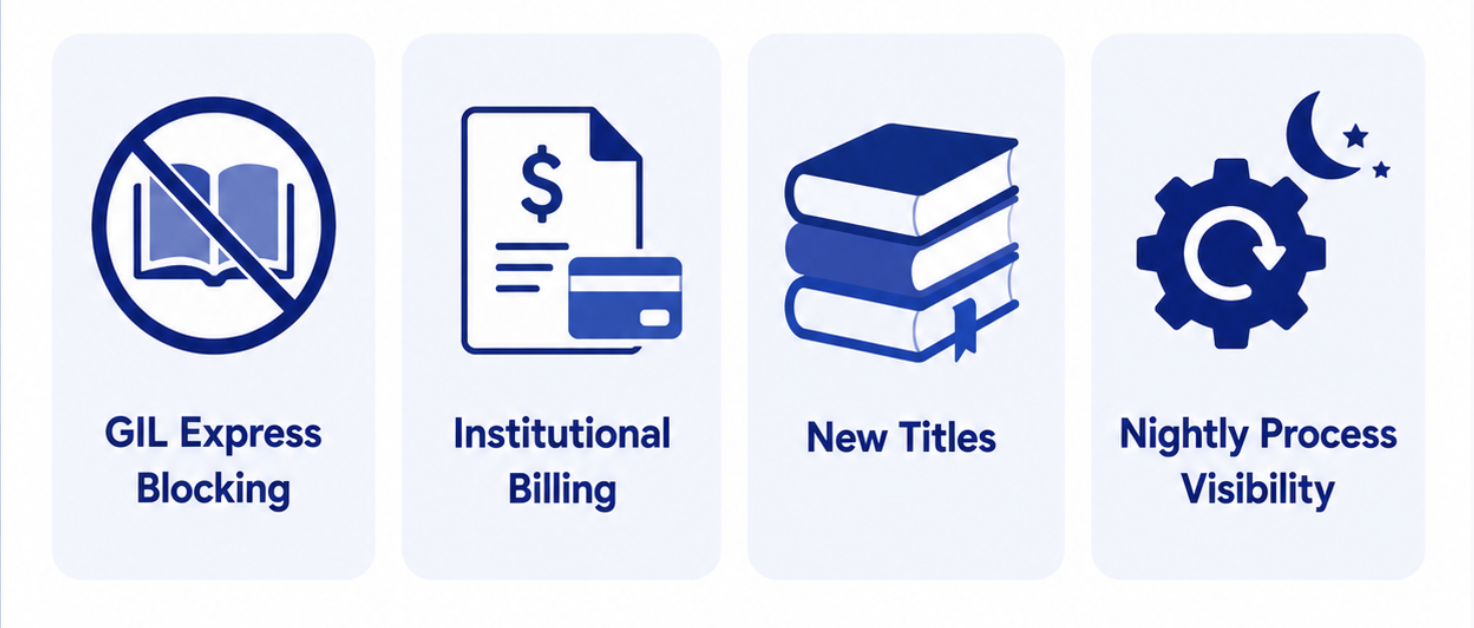 GIL Express
Blocking
Institutional
Billing
New Titles
Nightly Process
Visibility
$